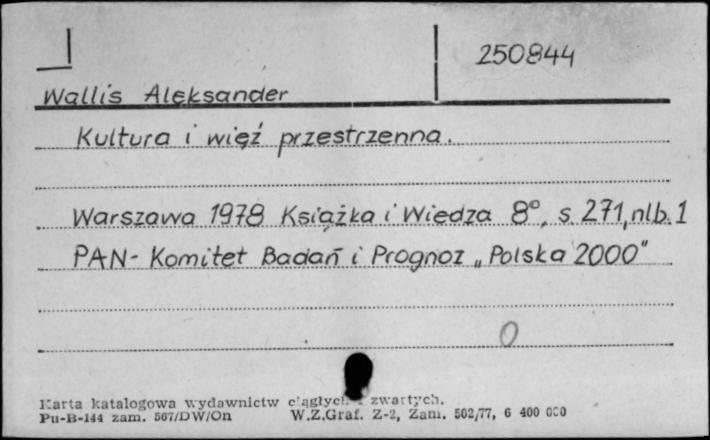 250844
Wallis Aleksander
Kultura i więź przestrzenna.
Warszawa 1978 Książka i Wiedza 8°, s. 271, nlb. 1
PAN - Komitet Badań i Prognoz „Polska 2000”
0
Karta katalogowa wydawnictw ciągłych i zwartych.
Pu-B-144 zam. 567/DW/On W.Z.Graf. Z-2, Zam. 502/77, 6 400 000